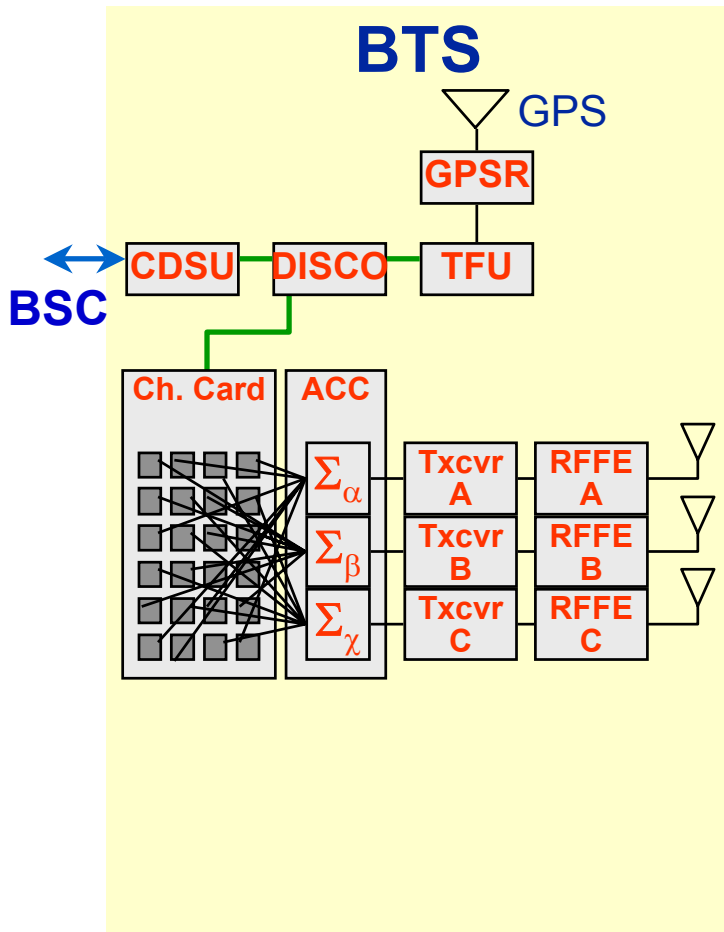 BTS
GPS
GPSR
CDSU
DISCO
TFU
BSC
Ch. Card
ACC
Σα
Txcvr
A
RFFE
A
Σβ
Txcvr
B
RFFE
B
Σχ
Txcvr
C
RFFE
C